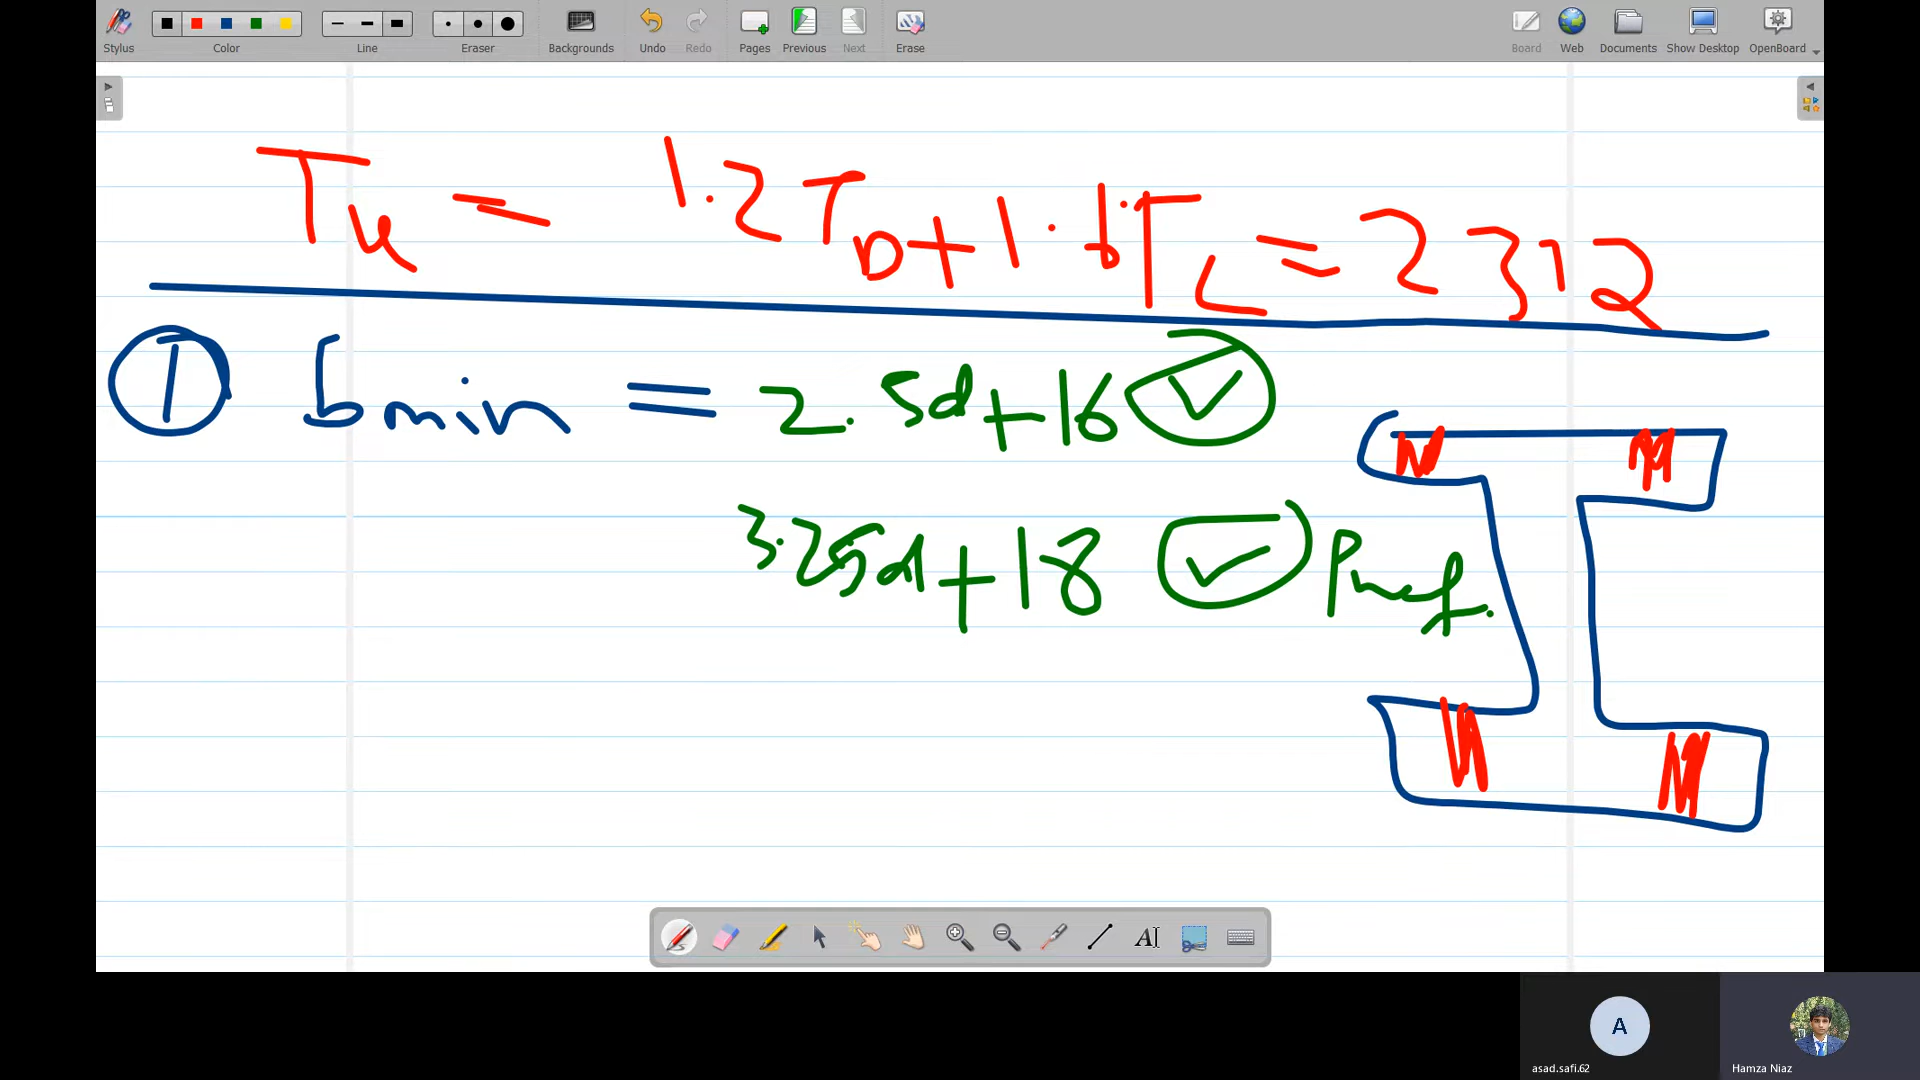 Stylus Color Line Eraser Backgrounds Undo Redo Pages Previous Next Erase Board Web Documents Show Desktop OpenBoard
Tu = 1.2TD + 1.6TL = 2312
① bmin = 2.5d+16
3.25d+18 Pref.
A
asad.safi.62 Hamza Niaz